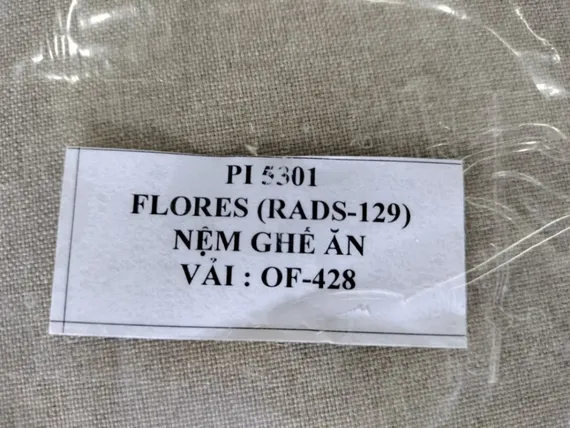 PI 5301
FLORES (RADS-129)
NỆM GHẾ ĂN
VẢI : OF-428